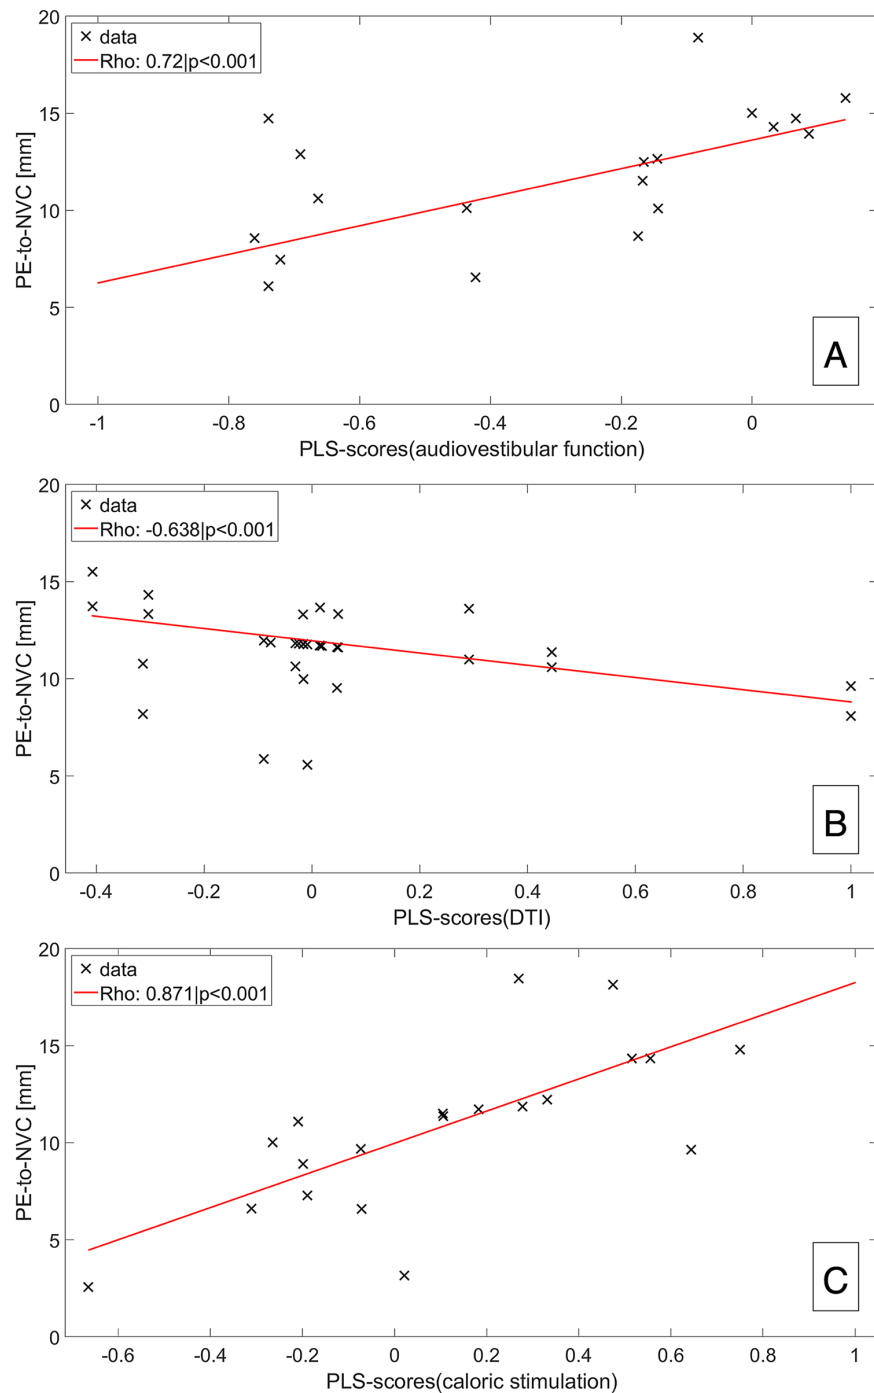 20
data
Rho: 0.72|p<0.001
15
PE-to-NVC [mm]
10
5
A
0
-1 -0.8 -0.6 -0.4 -0.2 0
PLS-scores(audiovestibular function)
20
data
Rho: -0.638|p<0.001
15
PE-to-NVC [mm]
10
5
B
0
-0.4 -0.2 0 0.2 0.4 0.6 0.8 1
PLS-scores(DTI)
20
data
Rho: 0.871|p<0.001
15
PE-to-NVC [mm]
10
5
C
0
-0.6 -0.4 -0.2 0 0.2 0.4 0.6 0.8 1
PLS-scores(caloric stimulation)